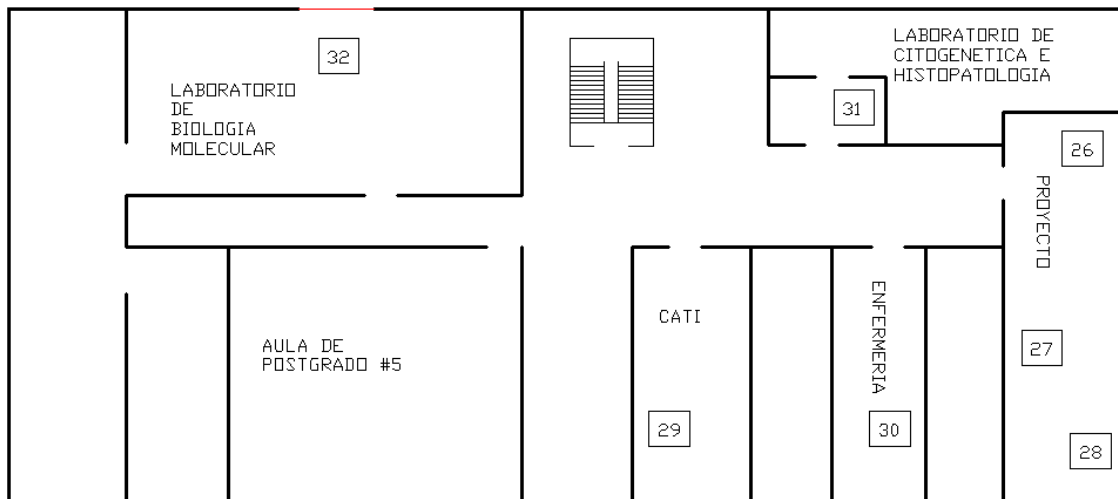 32
LABORATORIO
DE
BIOLOGIA
MOLECULAR
LABORATORIO DE
CITOGENETICA E
HISTOPATOLOGIA
31
26
PROYECTO
27
28
AULA DE
POSTGRADO #5
CATI
29
ENFERMERIA
30